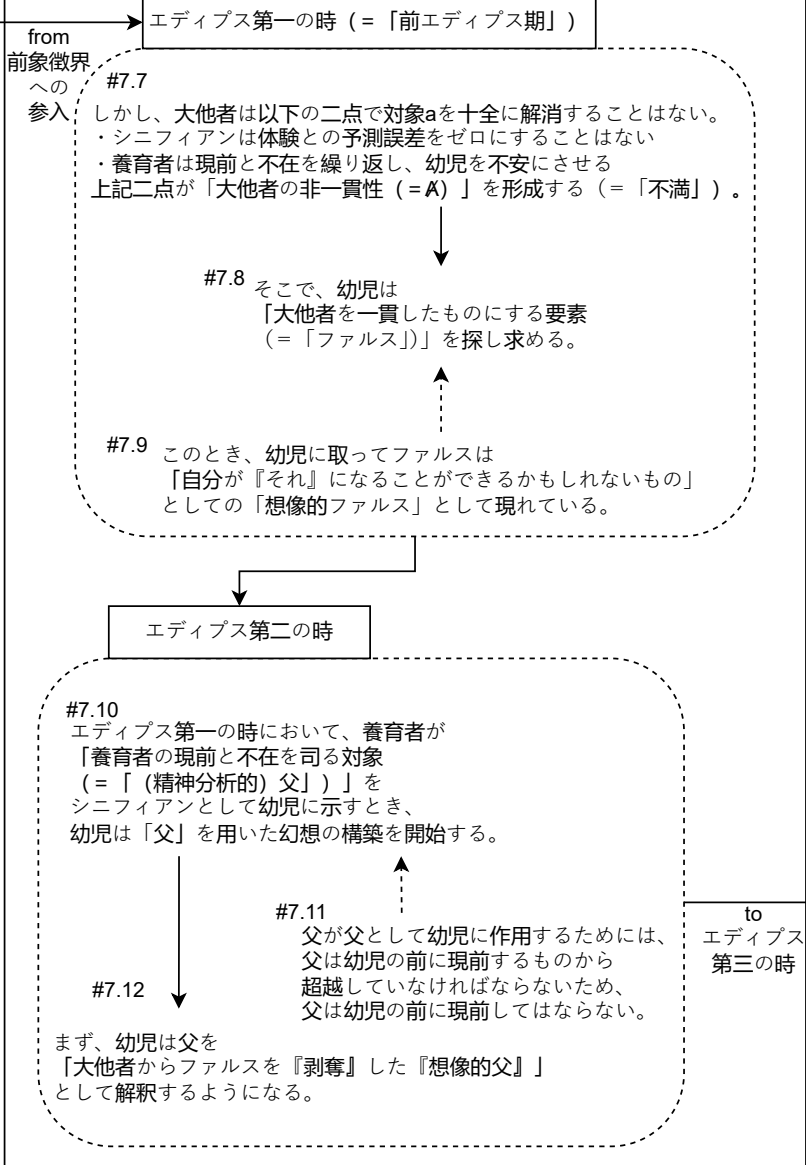 エディプス第一の時（=「前エディプス期」）
from
前象徴界
への
参入
#7.7
しかし、大他者は以下の二点で対象aを十全に解消することはない。
・シニフィアンは体験との予測誤差をゼロにすることはない
・養育者は現前と不在を繰り返し、幼児を不安にさせる
上記二点が「大他者の非一貫性（=Ⱥ）」を形成する（=「不満」）。
#7.8
そこで、幼児は
「大他者を一貫したものにする要素
（=「ファルス」）」を探し求める。
#7.9
このとき、幼児に取ってファルスは
「自分が『それ』になることができるかもしれないもの」
としての「想像的ファルス」として現れている。
エディプス第二の時
#7.10
エディプス第一の時において、養育者が
「養育者の現前と不在を司る対象
（=「（精神分析的）父」）」を
シニフィアンとして幼児に示すとき、
幼児は「父」を用いた幻想の構築を開始する。
#7.11
父が父として幼児に作用するためには、
父は幼児の前に現前するものから
超越していなければならないため、
父は幼児の前に現前してはならない。
to
エディプス
第三の時
#7.12
まず、幼児は父を
「大他者からファルスを『剥奪』した『想像的父』」
として解釈するようになる。